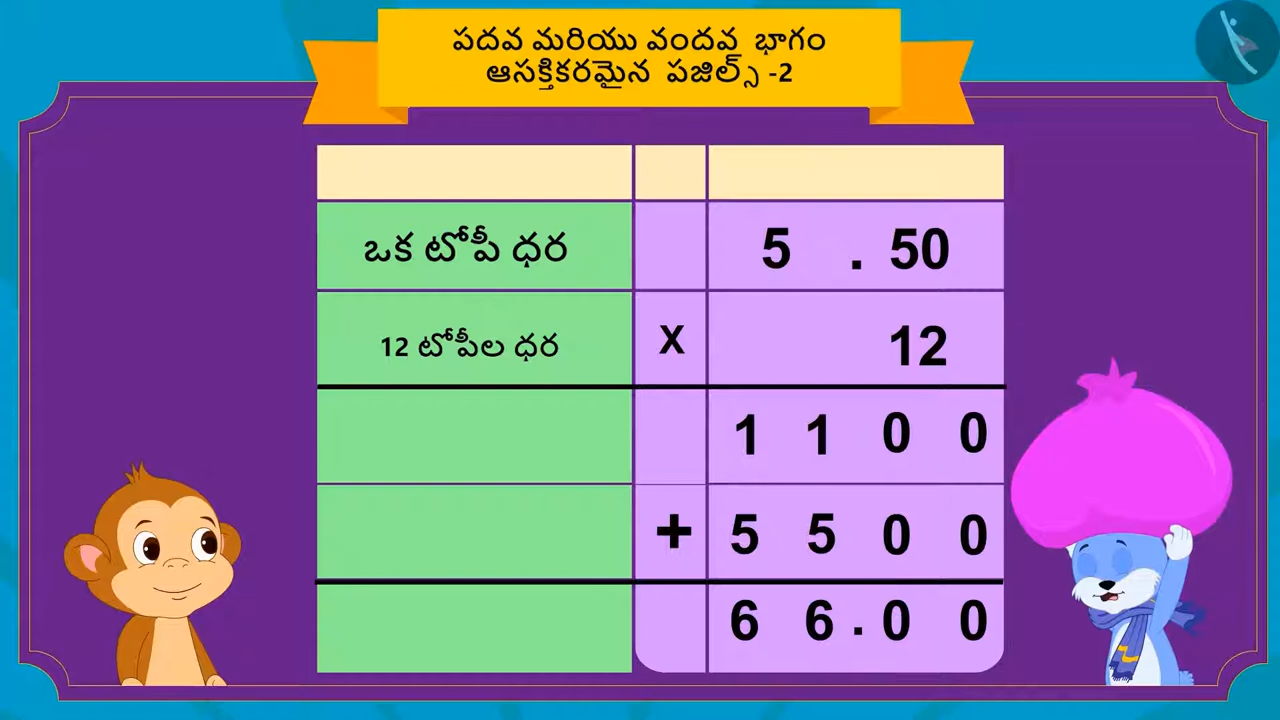 పదవ మరియు వందవ భాగం
ఆసక్తికరమైన పజిల్స్ -2
ఒక టోపీ ధర 5 . 50
12 టోపీల ధర X 12
1 1 0 0
+ 5 5 0 0
6 6 . 0 0